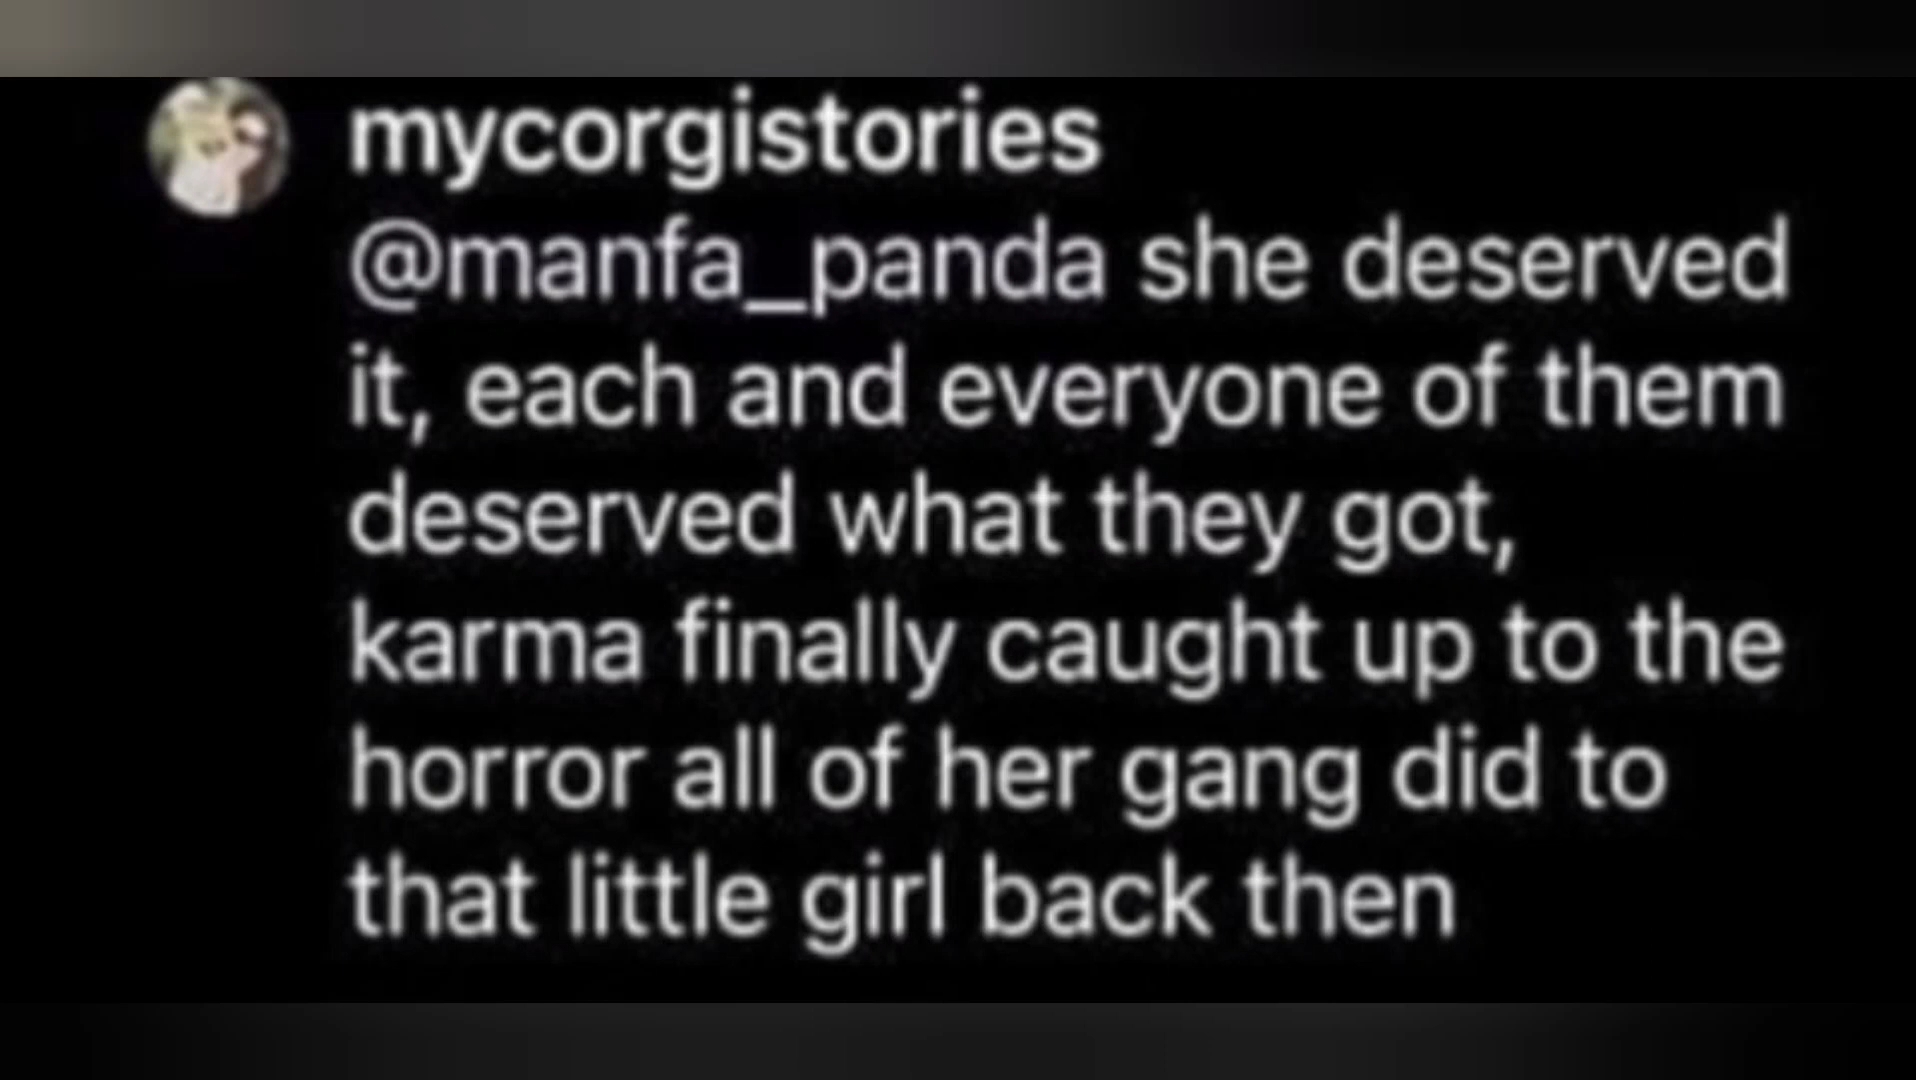 mycorgistories
@manfa_panda she deserved
it, each and everyone of them
deserved what they got,
karma finally caught up to the
horror all of her gang did to
that little girl back then